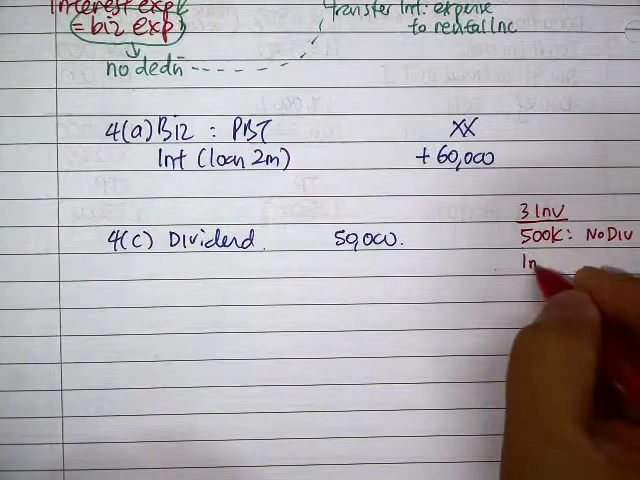 Interest exp
= biz exp
transfer Int: expense
to rental Inc
no dedn
4(a) Biz : PBT XX
Int (loan 2m) + 60,000
3 Inv
4(c) Dividend 50,000.
500K: No Div
In